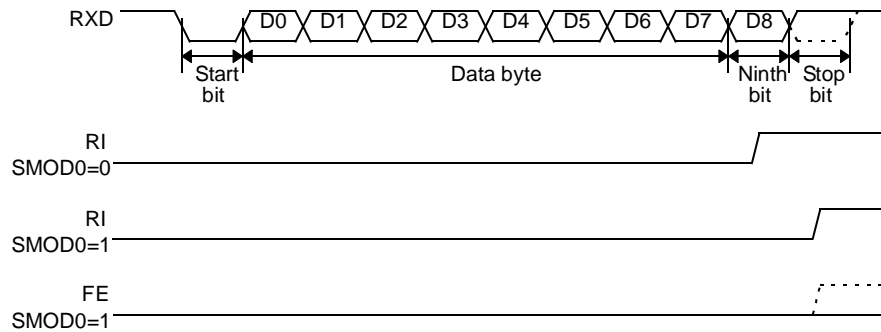 RXD D0 D1 D2 D3 D4 D5 D6 D7 D8
Start bit
Data byte
Ninth bit
Stop bit
RI
SMOD0=0
RI
SMOD0=1
FE
SMOD0=1